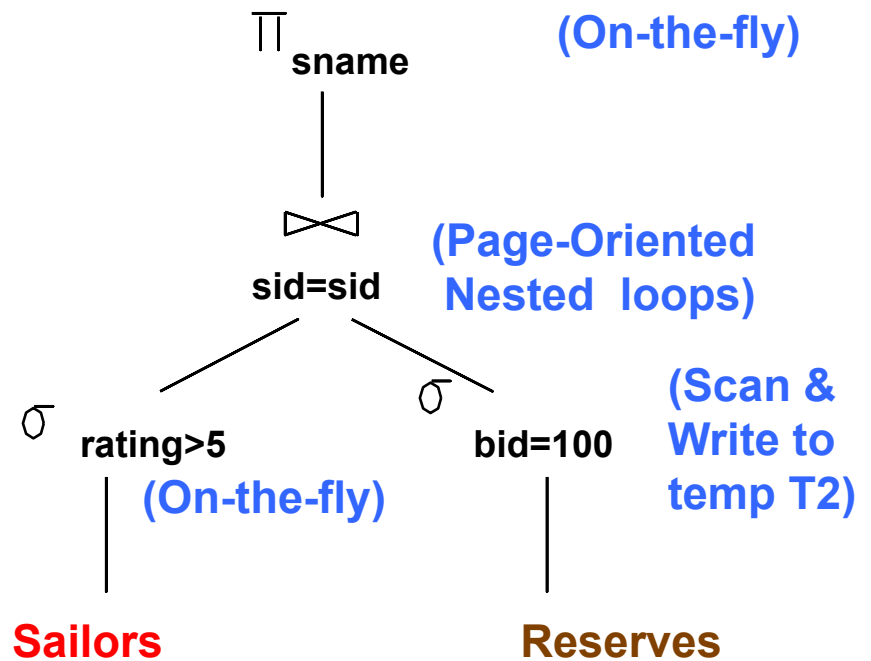 π sname
(On-the-fly)
⋈
sid=sid
(Page-Oriented
Nested loops)
σ
rating>5
(On-the-fly)
σ
bid=100
(Scan &
Write to
temp T2)
Sailors
Reserves